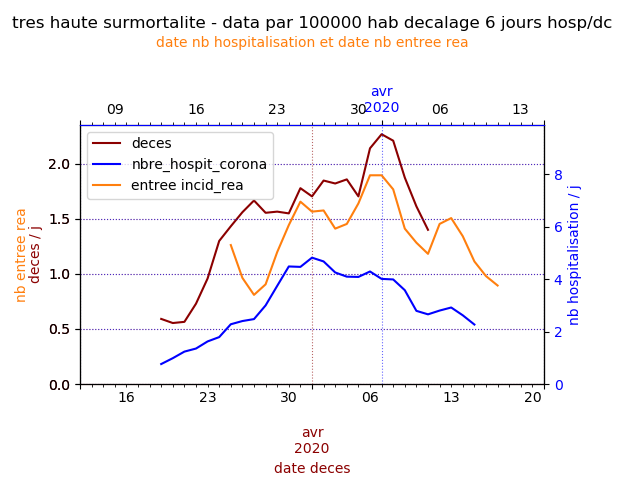 tres haute surmortalite - data par 100000 hab decalage 6 jours hosp/dc
date nb hospitalisation et date nb entree rea
avr
2020
09 16 23 30 06 13
deces
nbre_hospit_corona
entree incid_rea
2.0
1.5
1.0
0.5
0.0
nb entree rea
deces / j
8
6
4
2
0
nb hospitalisation / j
16 23 30 06 13 20
avr
2020
date deces